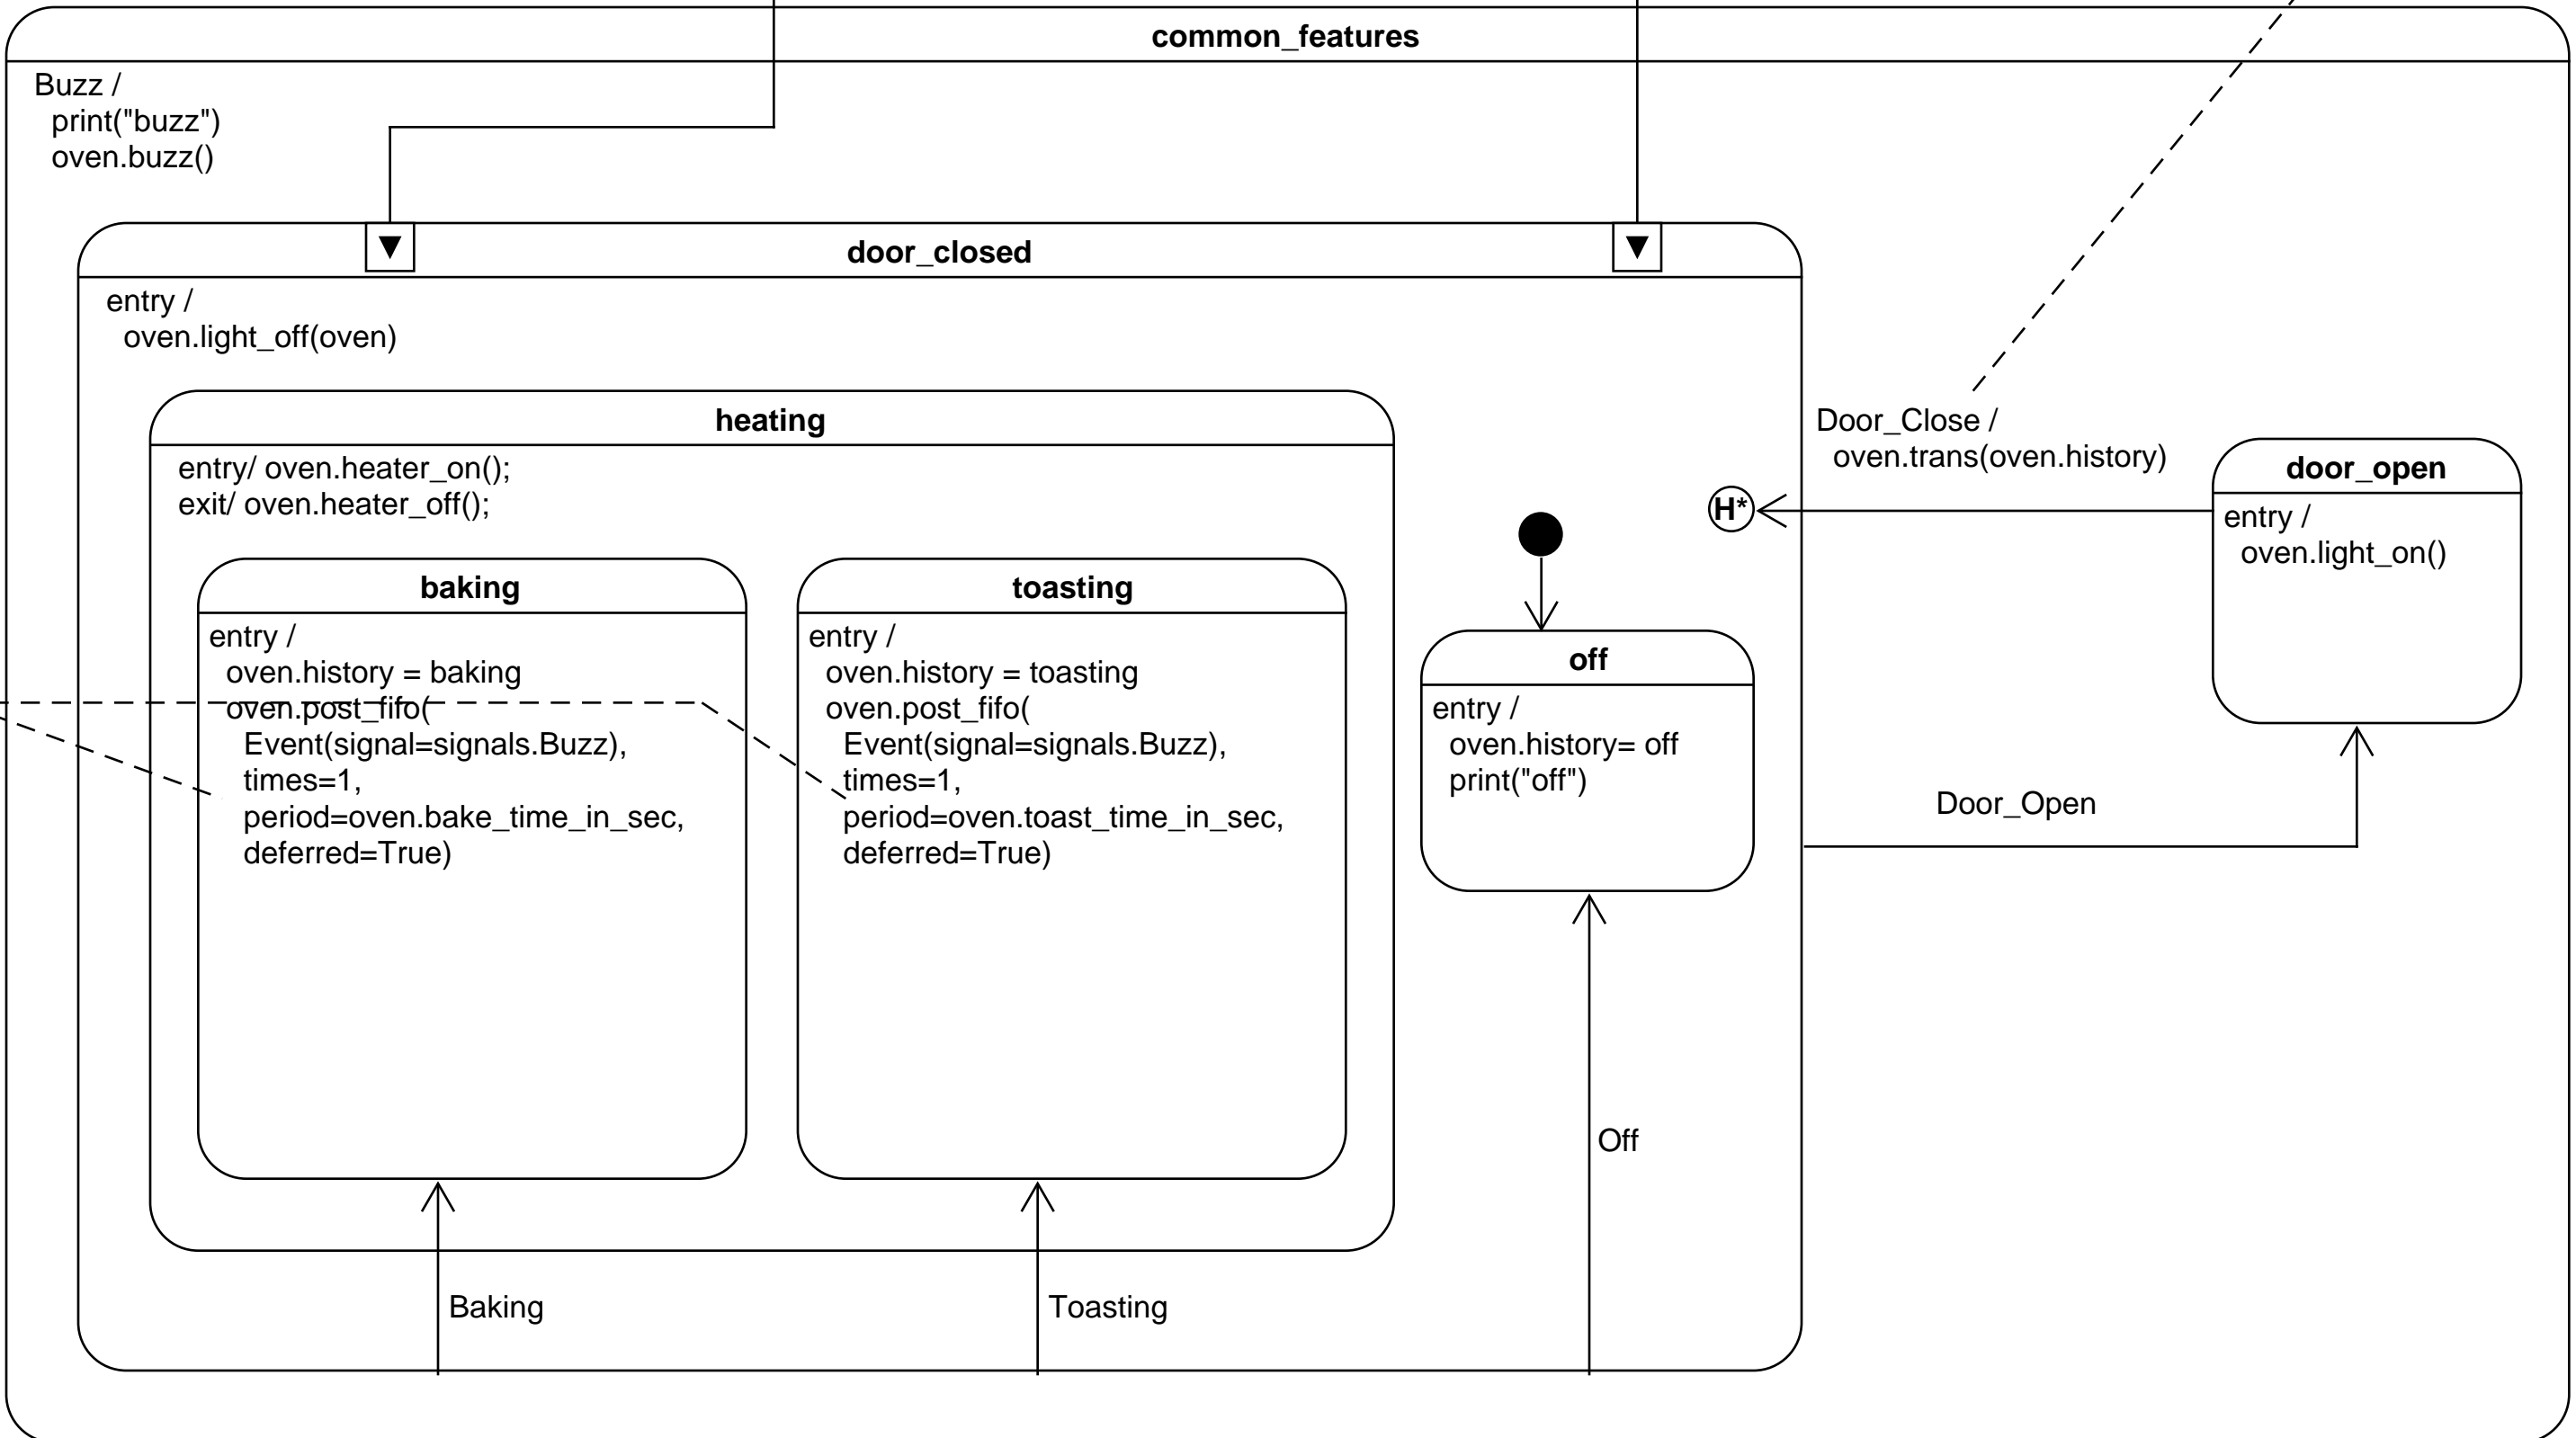 common_features
Buzz /
print("buzz")
oven.buzz()
door_closed
entry /
oven.light_off(oven)
heating
entry/ oven.heater_on();
exit/ oven.heater_off();
baking
entry /
oven.history = baking
oven.post_fifo(
Event(signal=signals.Buzz),
times=1,
period=oven.bake_time_in_sec,
deferred=True)
toasting
entry /
oven.history = toasting
oven.post_fifo(
Event(signal=signals.Buzz),
times=1,
period=oven.toast_time_in_sec,
deferred=True)
off
entry /
oven.history= off
print("off")
H*
Door_Close /
oven.trans(oven.history)
door_open
entry /
oven.light_on()
Door_Open
Off
Baking
Toasting